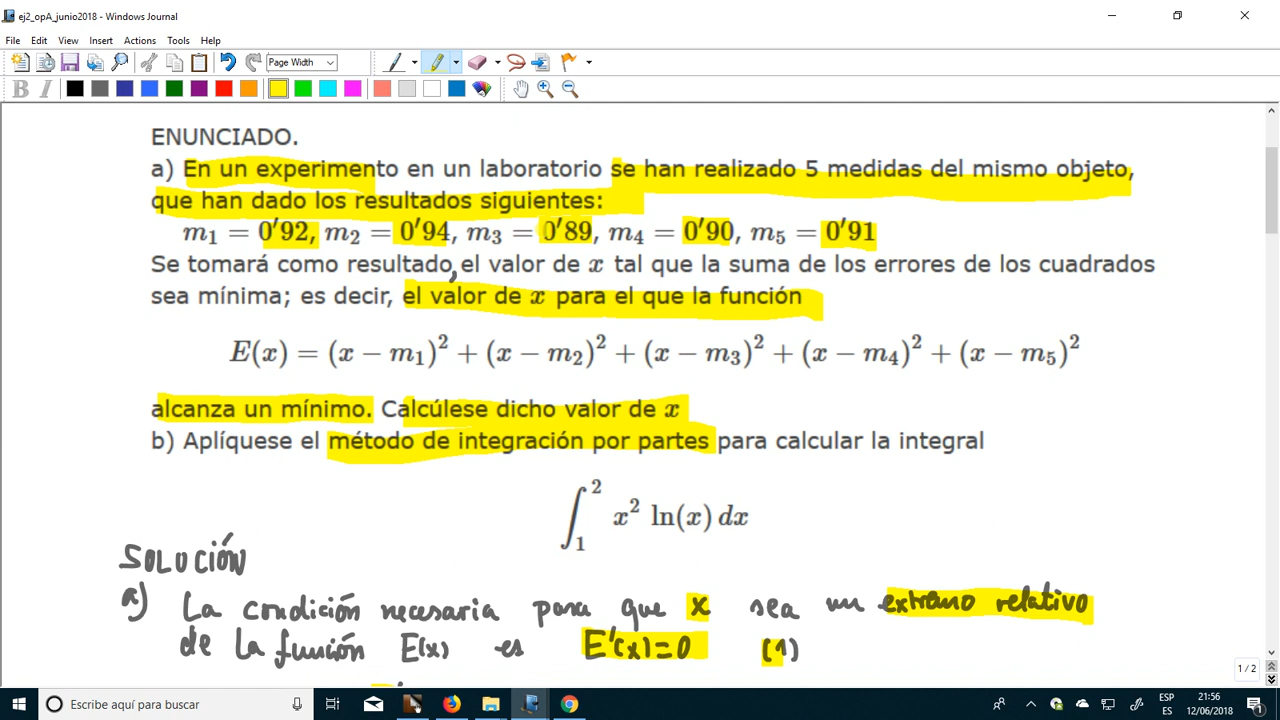 ej2_opA_junio2018 - Windows Journal
File Edit View Insert Actions Tools Help
Page Width
B I
ENUNCIADO.
a) En un experimento en un laboratorio se han realizado 5 medidas del mismo objeto,
que han dado los resultados siguientes:
m₁ = 0′92, m₂ = 0′94, m₃ = 0′89, m₄ = 0′90, m₅ = 0′91
Se tomará como resultado, el valor de x tal que la suma de los errores de los cuadrados
sea mínima; es decir, el valor de x para el que la función
E(x) = (x − m₁)² + (x − m₂)² + (x − m₃)² + (x − m₄)² + (x − m₅)²
alcanza un mínimo. Calcúlese dicho valor de x
b) Aplíquese el método de integración por partes para calcular la integral
∫₁² x² ln(x) dx
SOLUCIÓN
a) La condición necesaria para que x sea un extremo relativo
de la función E(x) es E'(x)=0 (1)
1 / 2
Escribe aquí para buscar
ESP 21:56
ES 12/06/2018
1